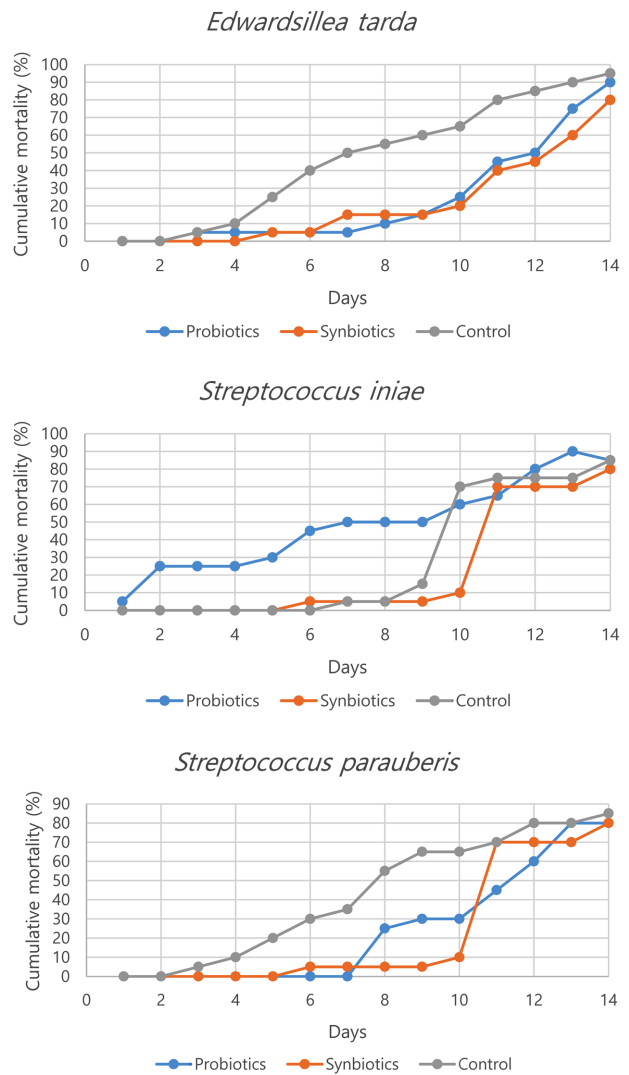 Edwardsillea tarda
Cumulative mortality (%)
100
90
80
70
60
50
40
30
20
10
0
0 2 4 6 8 10 12 14
Days
Probiotics Synbiotics Control
Streptococcus iniae
Cumulative mortality (%)
100
90
80
70
60
50
40
30
20
10
0
0 2 4 6 8 10 12 14
Days
Probiotics Synbiotics Control
Streptococcus parauberis
Cumulative mortality (%)
90
80
70
60
50
40
30
20
10
0
0 2 4 6 8 10 12 14
Days
Probiotics Synbiotics Control